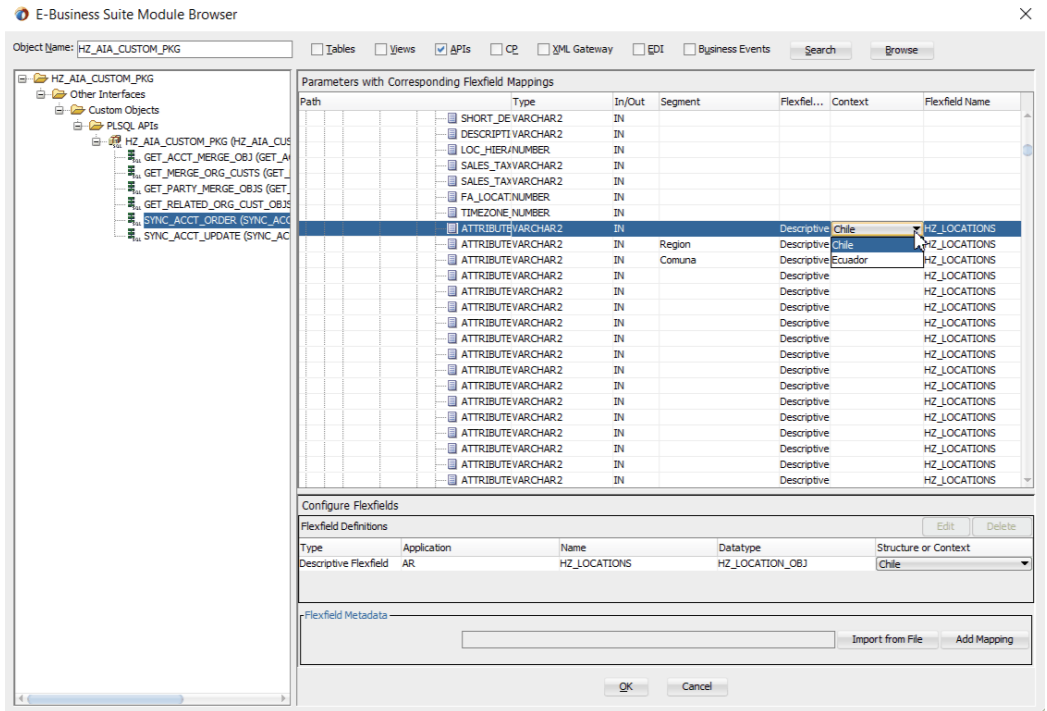 E-Business Suite Module Browser
Object Name: HZ_AIA_CUSTOM_PKG Tables Views APIs CP XML Gateway EDI Business Events Search Browse
HZ_AIA_CUSTOM_PKG
Other Interfaces
Custom Objects
PLSQL APIs
HZ_AIA_CUSTOM_PKG (HZ_AIA_CUS
GET_ACCT_MERGE_OBJ (GET_A
GET_MERGE_ORG_CUSTS (GET_
GET_PARTY_MERGE_OBJS (GET_
GET_RELATED_ORG_CUST_OBJS
SYNC_ACCT_ORDER (SYNC_ACC
SYNC_ACCT_UPDATE (SYNC_AC
Parameters with Corresponding Flexfield Mappings
Path Type In/Out Segment Flexfiel... Context Flexfield Name
SHORT_DE VARCHAR2 IN
DESCRIPTI VARCHAR2 IN
LOC_HIER NUMBER IN
SALES_TAX VARCHAR2 IN
SALES_TAX VARCHAR2 IN
FA_LOCAT NUMBER IN
TIMEZONE_ NUMBER IN
ATTRIBUTE VARCHAR2 IN Descriptive Chile HZ_LOCATIONS
ATTRIBUTE VARCHAR2 IN Region Descriptive Chile HZ_LOCATIONS
ATTRIBUTE VARCHAR2 IN Comuna Descriptive Ecuador HZ_LOCATIONS
ATTRIBUTE VARCHAR2 IN Descriptive HZ_LOCATIONS
ATTRIBUTE VARCHAR2 IN Descriptive HZ_LOCATIONS
ATTRIBUTE VARCHAR2 IN Descriptive HZ_LOCATIONS
ATTRIBUTE VARCHAR2 IN Descriptive HZ_LOCATIONS
ATTRIBUTE VARCHAR2 IN Descriptive HZ_LOCATIONS
ATTRIBUTE VARCHAR2 IN Descriptive HZ_LOCATIONS
ATTRIBUTE VARCHAR2 IN Descriptive HZ_LOCATIONS
ATTRIBUTE VARCHAR2 IN Descriptive HZ_LOCATIONS
ATTRIBUTE VARCHAR2 IN Descriptive HZ_LOCATIONS
ATTRIBUTE VARCHAR2 IN Descriptive HZ_LOCATIONS
ATTRIBUTE VARCHAR2 IN Descriptive HZ_LOCATIONS
ATTRIBUTE VARCHAR2 IN Descriptive HZ_LOCATIONS
ATTRIBUTE VARCHAR2 IN Descriptive HZ_LOCATIONS
ATTRIBUTE VARCHAR2 IN Descriptive HZ_LOCATIONS
Configure Flexfields
Flexfield Definitions Edit Delete
Type Application Name Datatype Structure or Context
Descriptive Flexfield AR HZ_LOCATIONS HZ_LOCATION_OBJ Chile
Flexfield Metadata
Import from File Add Mapping
OK Cancel